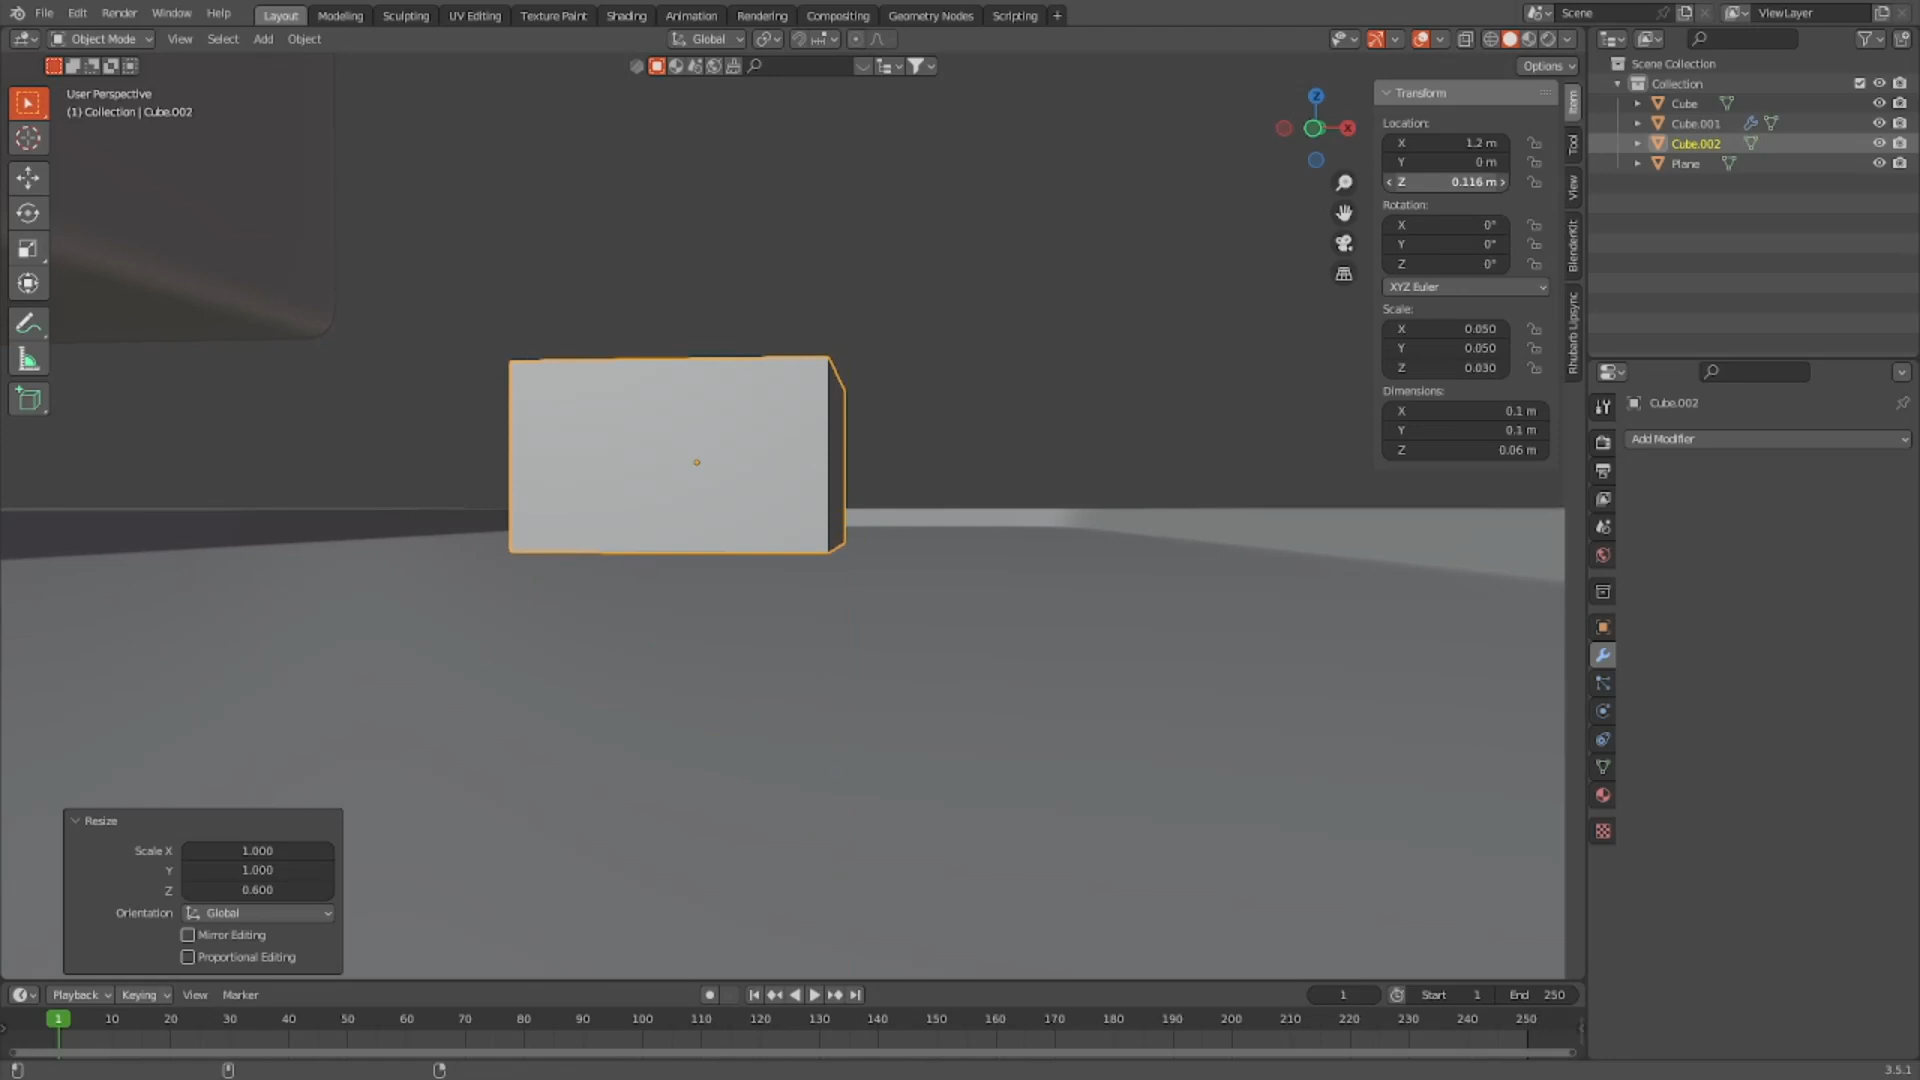 File Edit Render Window Help Layout Modeling Sculpting UV Editing Texture Paint Shading Animation Rendering Compositing Geometry Nodes Scripting + Scene ViewLayer
Object Mode View Select Add Object Global
Options
User Perspective
(1) Collection | Cube.002
Z
X
Transform
Location:
X 1.2 m
Y 0 m
Z 0.116 m
Rotation:
X 0°
Y 0°
Z 0°
XYZ Euler
Scale:
X 0.050
Y 0.050
Z 0.030
Dimensions:
X 0.1 m
Y 0.1 m
Z 0.06 m
Item
Tool
View
BlenderKit
Rhubarb Lipsync
Scene Collection
Collection
Cube
Cube.001
Cube.002
Plane
Cube.002
Add Modifier
Resize
Scale X 1.000
Y 1.000
Z 0.600
Orientation Global
Mirror Editing
Proportional Editing
Playback Keying View Marker 1 Start 1 End 250
1 10 20 30 40 50 60 70 80 90 100 110 120 130 140 150 160 170 180 190 200 210 220 230 240 250
3.5.1